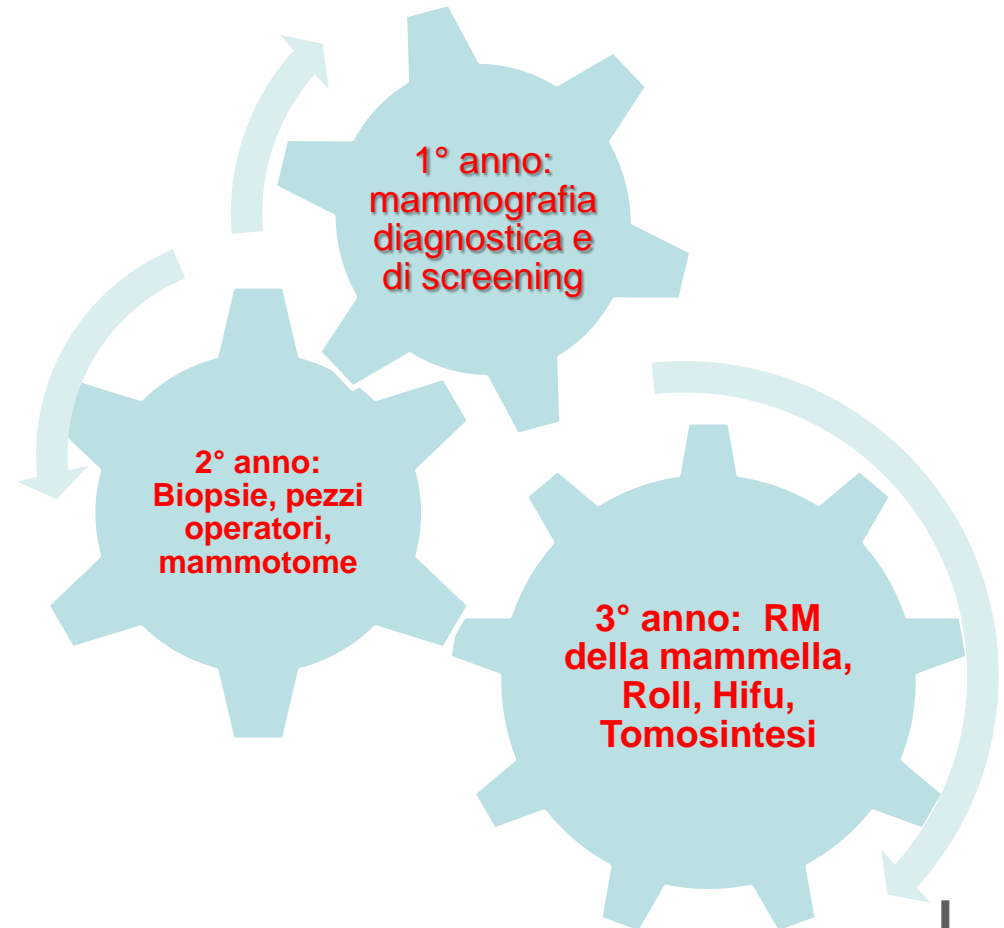 1° anno:
mammografia
diagnostica e
di screening
2° anno:
Biopsie, pezzi
operatori,
mammotome
3° anno: RM
della mammella,
Roll, Hifu,
Tomosintesi